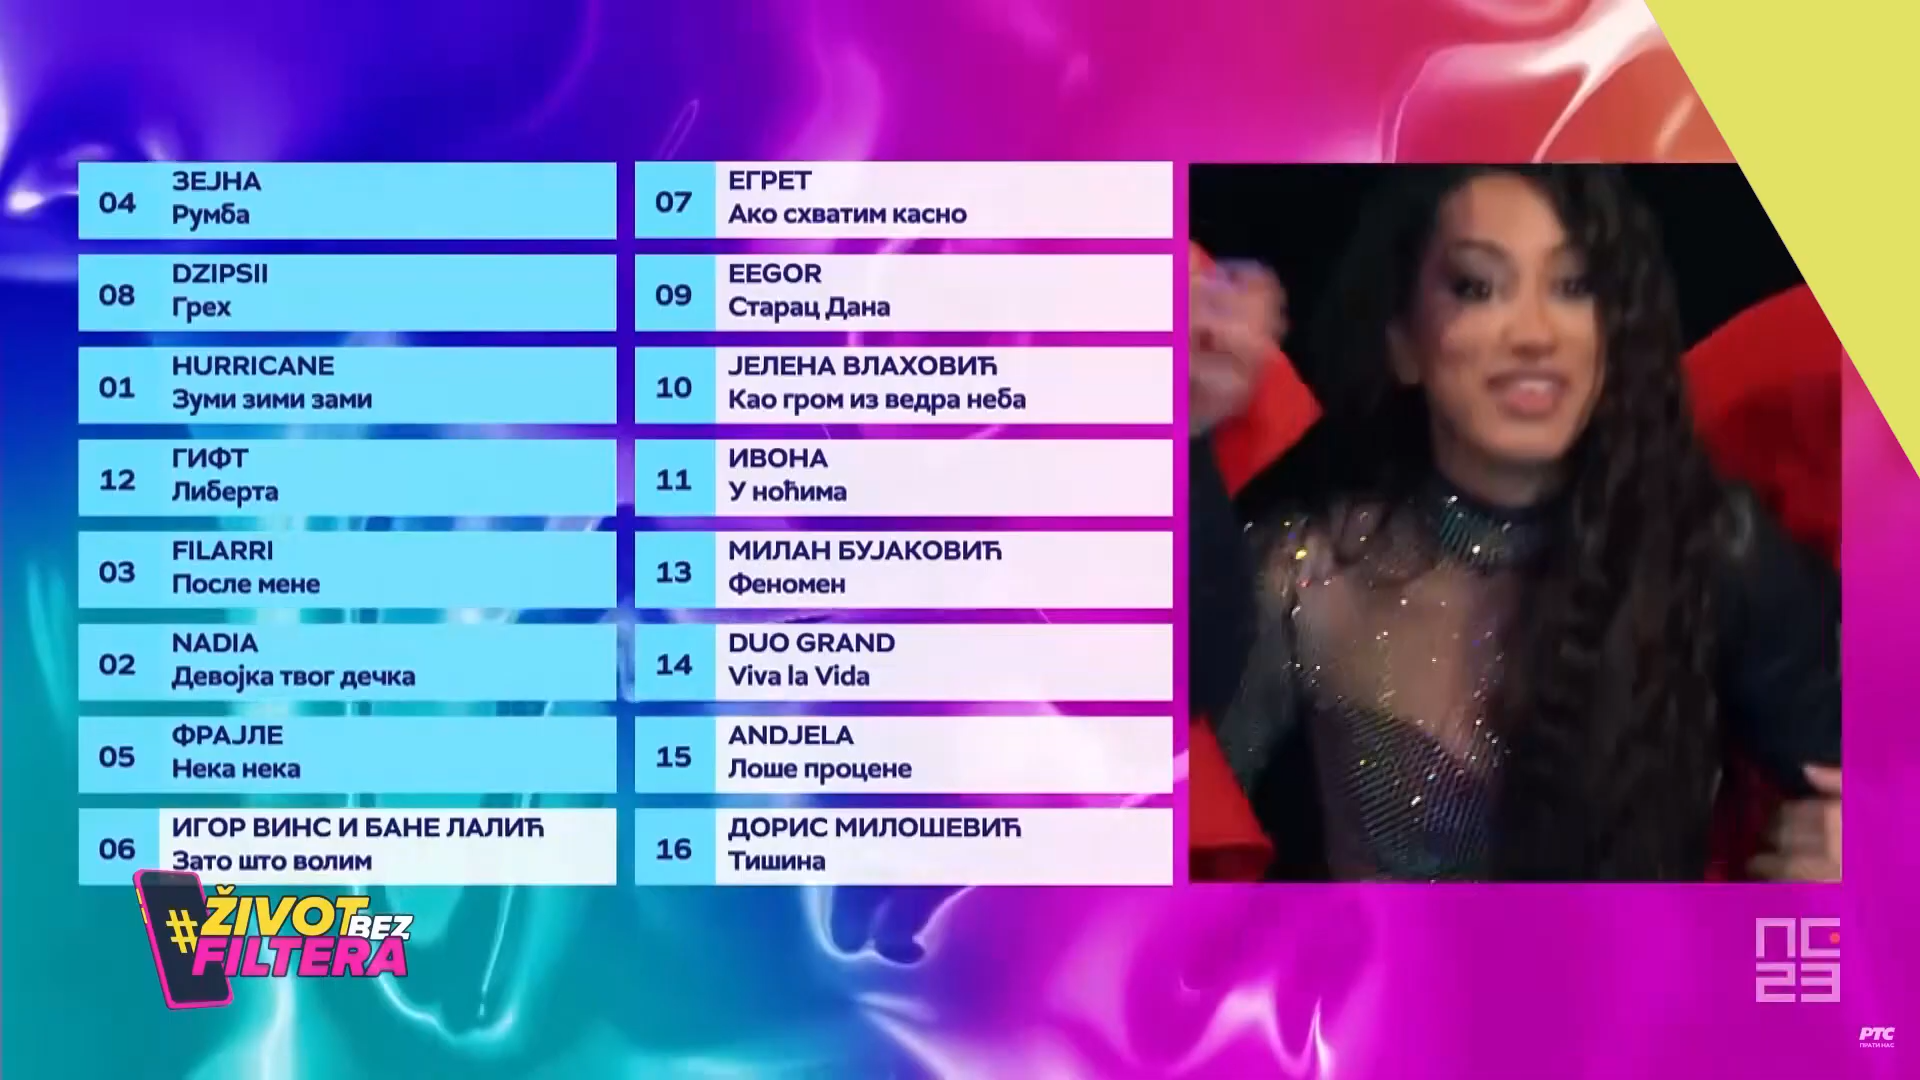 04
ЗЕЈНА
Румба
08
DZIPSII
Грех
01
HURRICANE
Зуми зими зами
12
ГИФТ
Либерта
03
FILARRI
После мене
02
NADIA
Девојка твог дечка
05
ФРАЈЛЕ
Нека нека
06
ИГОР ВИНС И БАНЕ ЛАЛИЋ
Зато што волим
07
ЕГРЕТ
Ако схватим касно
09
EEGOR
Старац Дана
10
ЈЕЛЕНА ВЛАХОВИЋ
Као гром из ведра неба
11
ИВОНА
У ноћима
13
МИЛАН БУЈАКОВИЋ
Феномен
14
DUO GRAND
Viva la Vida
15
ANDJELA
Лоше процене
16
ДОРИС МИЛОШЕВИЋ
Тишина
#ŽIVOT BEZ
FILTERA
ПС
23
РТС
ПРАТИ НАС